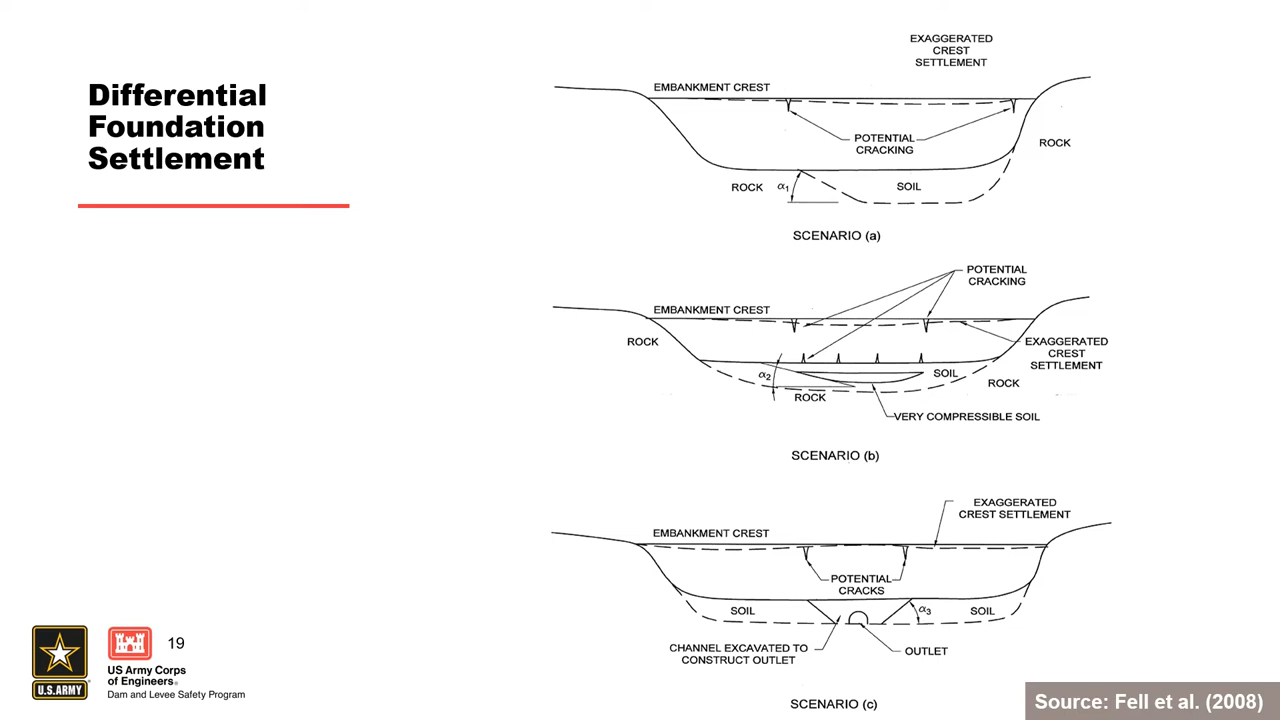 Differential
Foundation
Settlement
EXAGGERATED
CREST
SETTLEMENT
EMBANKMENT CREST
POTENTIAL
CRACKING
ROCK
ROCK
α1
SOIL
SCENARIO (a)
POTENTIAL
CRACKING
EMBANKMENT CREST
ROCK
EXAGGERATED
CREST
SETTLEMENT
α2
SOIL
ROCK
ROCK
VERY COMPRESSIBLE SOIL
SCENARIO (b)
EXAGGERATED
CREST SETTLEMENT
EMBANKMENT CREST
POTENTIAL
CRACKS
SOIL
α3
SOIL
CHANNEL EXCAVATED TO
CONSTRUCT OUTLET
OUTLET
SCENARIO (c)
U.S.ARMY
19
US Army Corps
of Engineers®
Dam and Levee Safety Program
Source: Fell et al. (2008)